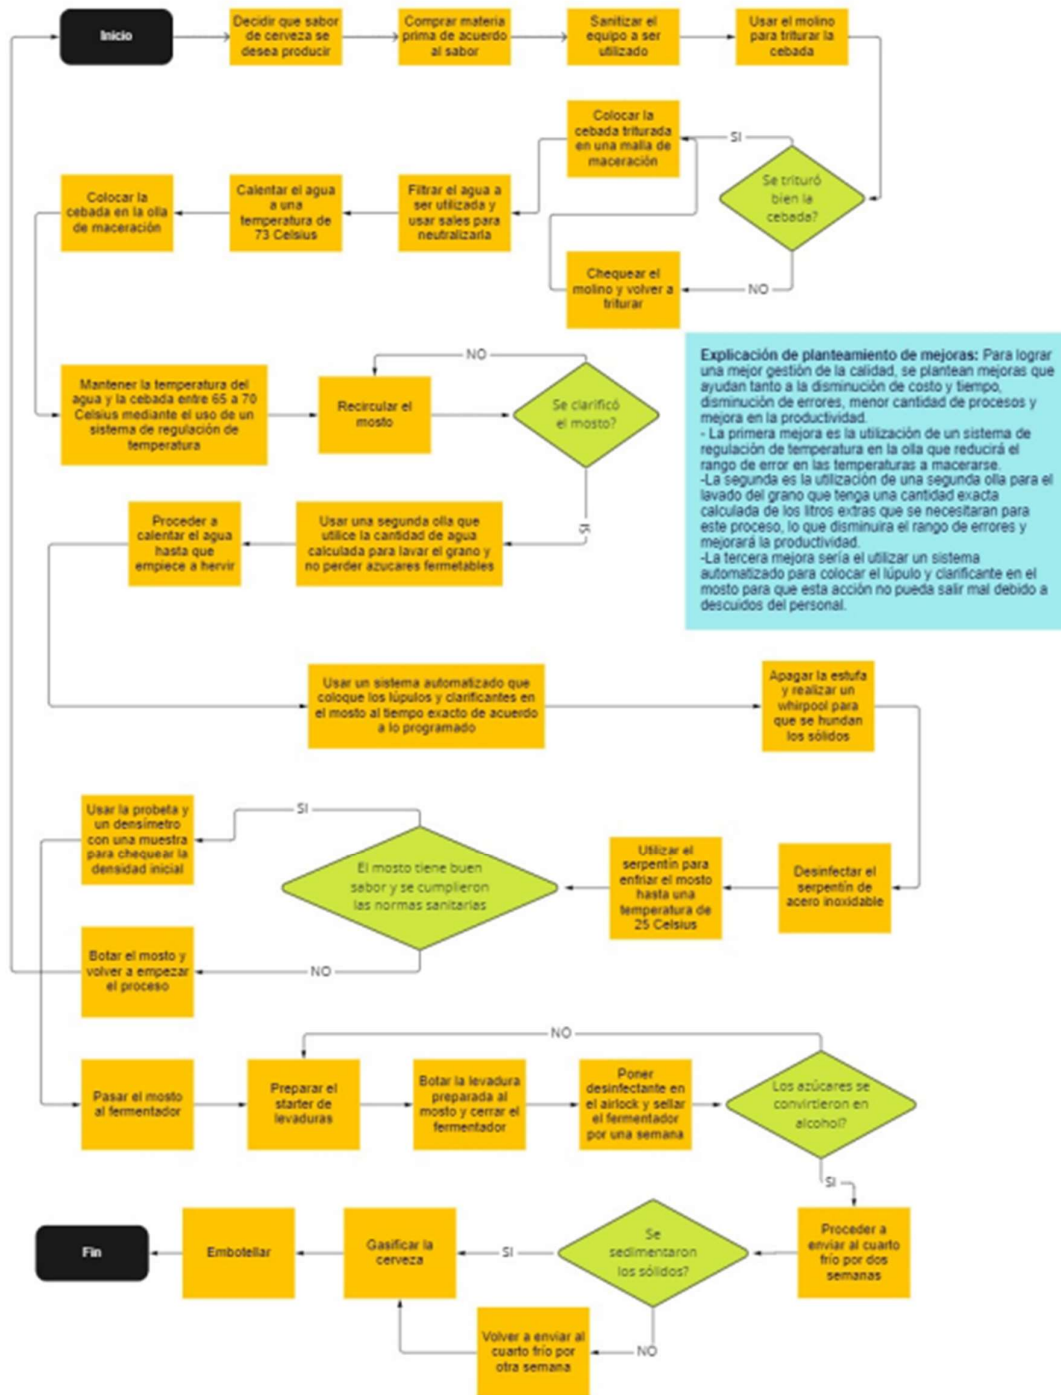 Inicio
Decidir que sabor
de cerveza se
desea producir
Comprar materia
prima de acuerdo
al sabor
Sanitizar el
equipo a ser
utilizado
Usar el molino
para triturar la
cebada
Colocar la
cebada triturada
en una malla de
maceración
SI
Se trituró
bien la
cebada?
Colocar la
cebada en la olla
de maceración
Calentar el agua
a una
temperatura de
73 Celsius
Filtrar el agua a
ser utilizada y
usar sales para
neutralizarla
Chequear el
molino y volver a
triturar
NO
Explicación de planteamiento de mejoras: Para lograr
una mejor gestión de la calidad, se plantean mejoras que
ayudan tanto a la disminución de costo y tiempo,
disminución de errores, menor cantidad de procesos y
mejora en la productividad.
- La primera mejora es la utilización de un sistema de
regulación de temperatura en la olla que reducirá el
rango de error en las temperaturas a macerarse.
-La segunda es la utilización de una segunda olla para el
lavado del grano que tenga una cantidad exacta
calculada de los litros extras que se necesitaran para
este proceso, lo que disminuira el rango de errores y
mejorará la productividad.
-La tercera mejora sería el utilizar un sistema
automatizado para colocar el lúpulo y clarificante en el
mosto para que esta acción no pueda salir mal debido a
descuidos del personal.
NO
Mantener la temperatura del
agua y la cebada entre 65 a 70
Celsius mediante el uso de un
sistema de regulación de
temperatura
Recircular el
mosto
Se clarificó
el mosto?
SI
Proceder a
calentar el agua
hasta que
empiece a hervir
Usar una segunda olla que
utilice la cantidad de agua
calculada para lavar el grano y
no perder azucares fermetables
Usar un sistema automatizado que
coloque los lúpulos y clarificantes en
el mosto al tiempo exacto de acuerdo
a lo programado
Apagar la estufa
y realizar un
whirpool para
que se hundan
los sólidos
Usar la probeta y
un densímetro
con una muestra
para chequear la
densidad inicial
SI
El mosto tiene buen
sabor y se cumplieron
las normas sanitarias
Utilizar el
serpentín para
enfriar el mosto
hasta una
temperatura de
25 Celsius
Desinfectar el
serpentín de
acero inoxidable
Botar el mosto y
volver a empezar
el proceso
NO
NO
Pasar el mosto
al fermentador
Preparar el
starter de
levaduras
Botar la levadura
preparada al
mosto y cerrar el
fermentador
Poner
desinfectante en
el airlock y sellar
el fermentador
por una semana
Los azúcares se
convirtieron en
alcohol?
SI
Fin
Embotellar
Gasificar la
cerveza
SI
Se
sedimentaron
los sólidos?
Proceder a
enviar al cuarto
frío por dos
semanas
Volver a enviar al
cuarto frío por
otra semana
NO